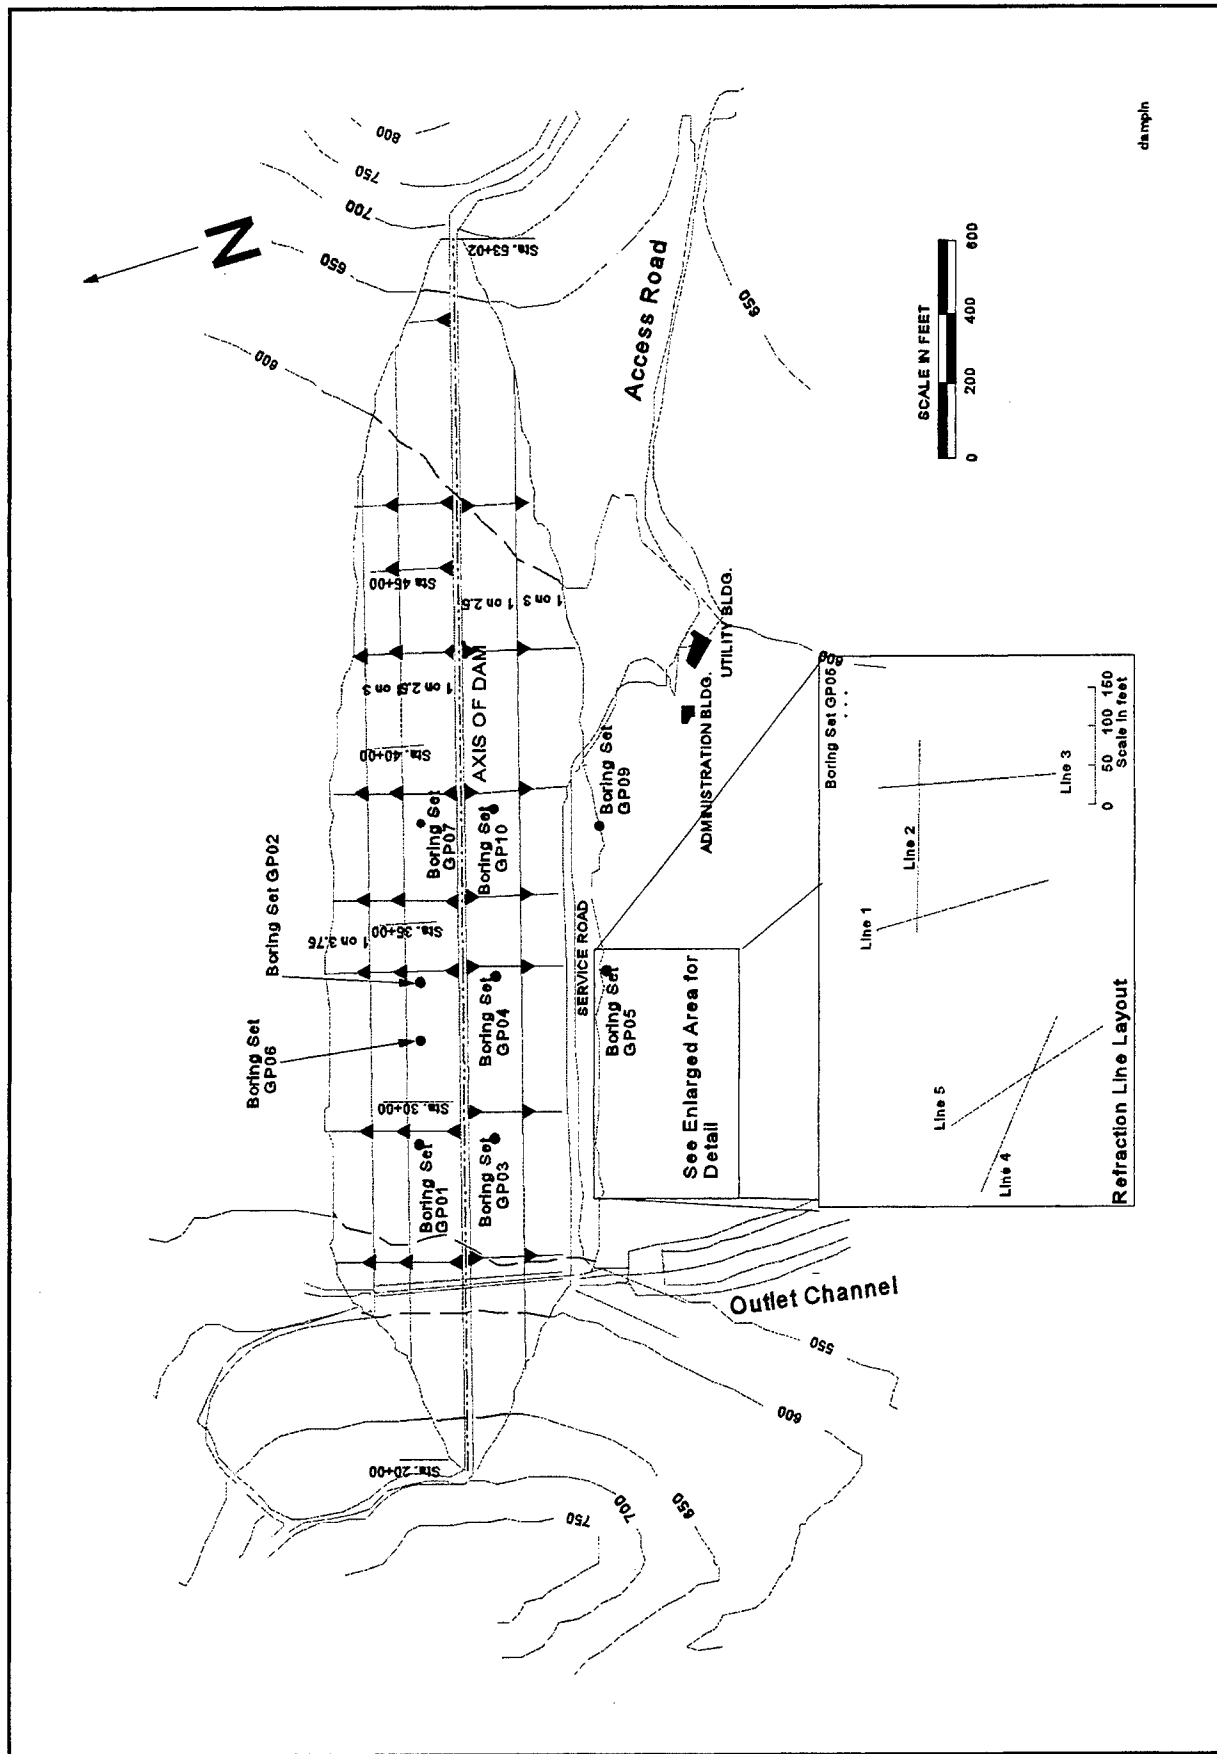 N
800
750
700
650
600
Sta. 53+02
Access Road
650
SCALE IN FEET
0 200 400 600
dampln
Sta 45+00
1 on 3
1 on 2.5
1 on 2.5
1 on 3
AXIS OF DAM
Sta. 40+00
UTILITY BLDG.
ADMINISTRATION BLDG.
600
Boring Set
GP09
Boring Set
GP07
Boring Set
GP10
Boring Set GP02
Sta. 35+00
1 on 3.75
SERVICE ROAD
Boring Set
GP06
Boring Set
GP04
Boring Set
GP05
Sta. 30+00
See Enlarged Area for
Detail
Boring Set
GP01
Boring Set
GP03
Outlet Channel
Sta. 20+00
550
600
650
700
750
Boring Set GP05
Line 1
Line 2
Line 3
Line 4
Line 5
0 50 100 150
Scale in feet
Refraction Line Layout